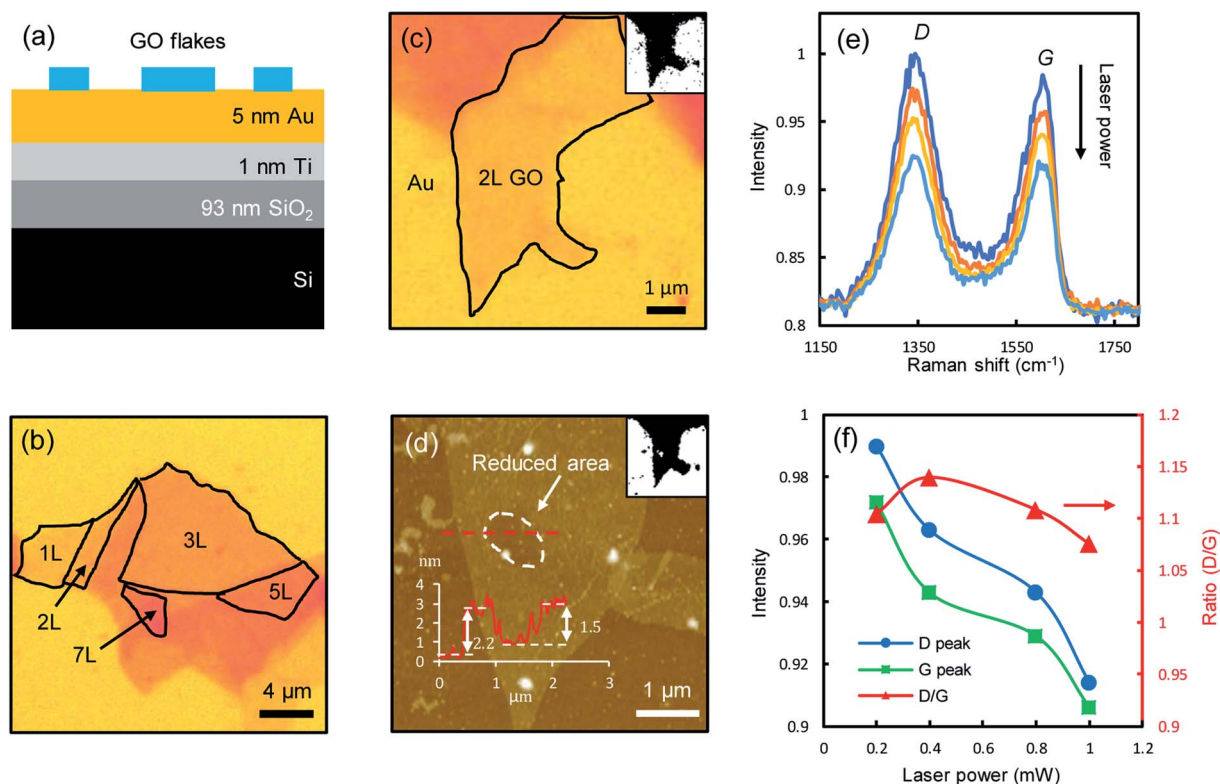 (a)
GO flakes
5 nm Au
1 nm Ti
93 nm SiO₂
Si
(b)
1L
2L
3L
5L
7L
4 µm
(c)
Au
2L GO
1 µm
(d)
Reduced area
nm
4
3
2
1
0
2.2
1.5
0 1 2 3
µm
1 µm
(e)
D
G
Laser power
Intensity
1
0.95
0.9
0.85
0.8
1150 1350 1550 1750
Raman shift (cm⁻¹)
(f)
Intensity
1
0.98
0.96
0.94
0.92
0.9
D peak
G peak
D/G
0 0.2 0.4 0.6 0.8 1 1.2
Laser power (mW)
1.2
1.15
1.10
1.05
1
0.95
0.9
Ratio (D/G)